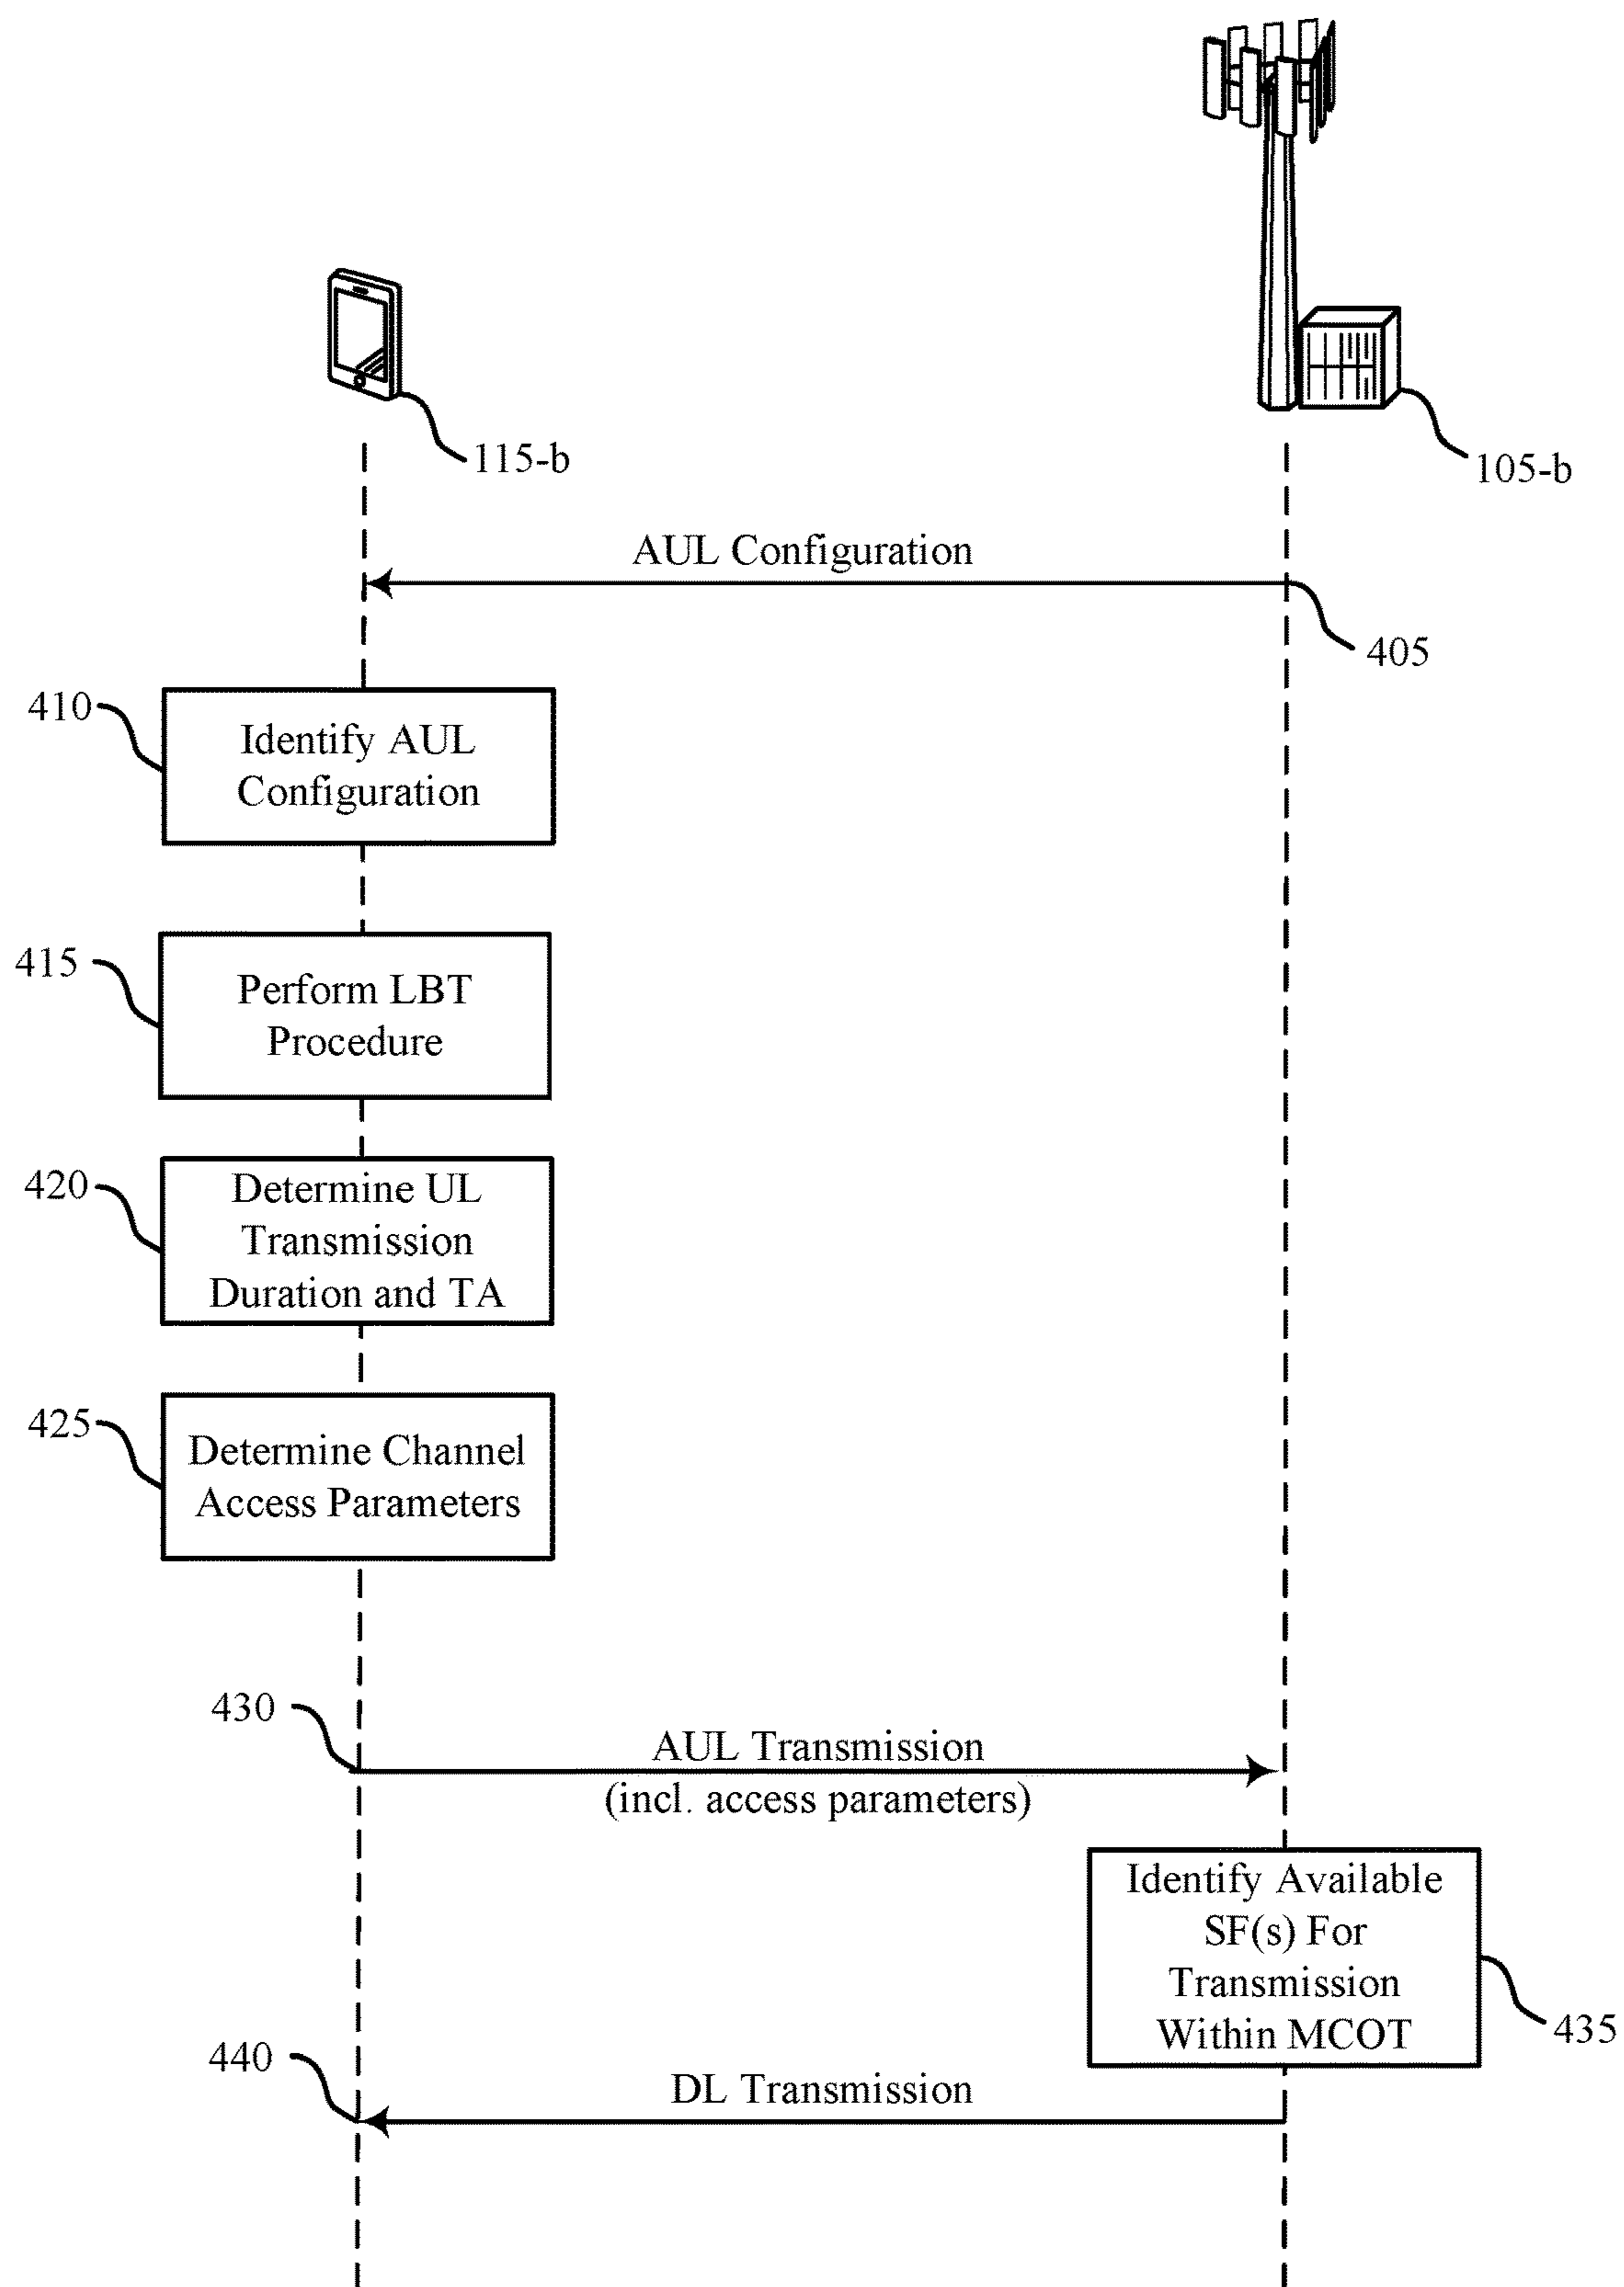 115-b
105-b
AUL Configuration
405
410
Identify AUL
Configuration
415
Perform LBT
Procedure
420
Determine UL
Transmission
Duration and TA
425
Determine Channel
Access Parameters
430
AUL Transmission
(incl. access parameters)
Identify Available
SF(s) For
Transmission
Within MCOT
435
440
DL Transmission